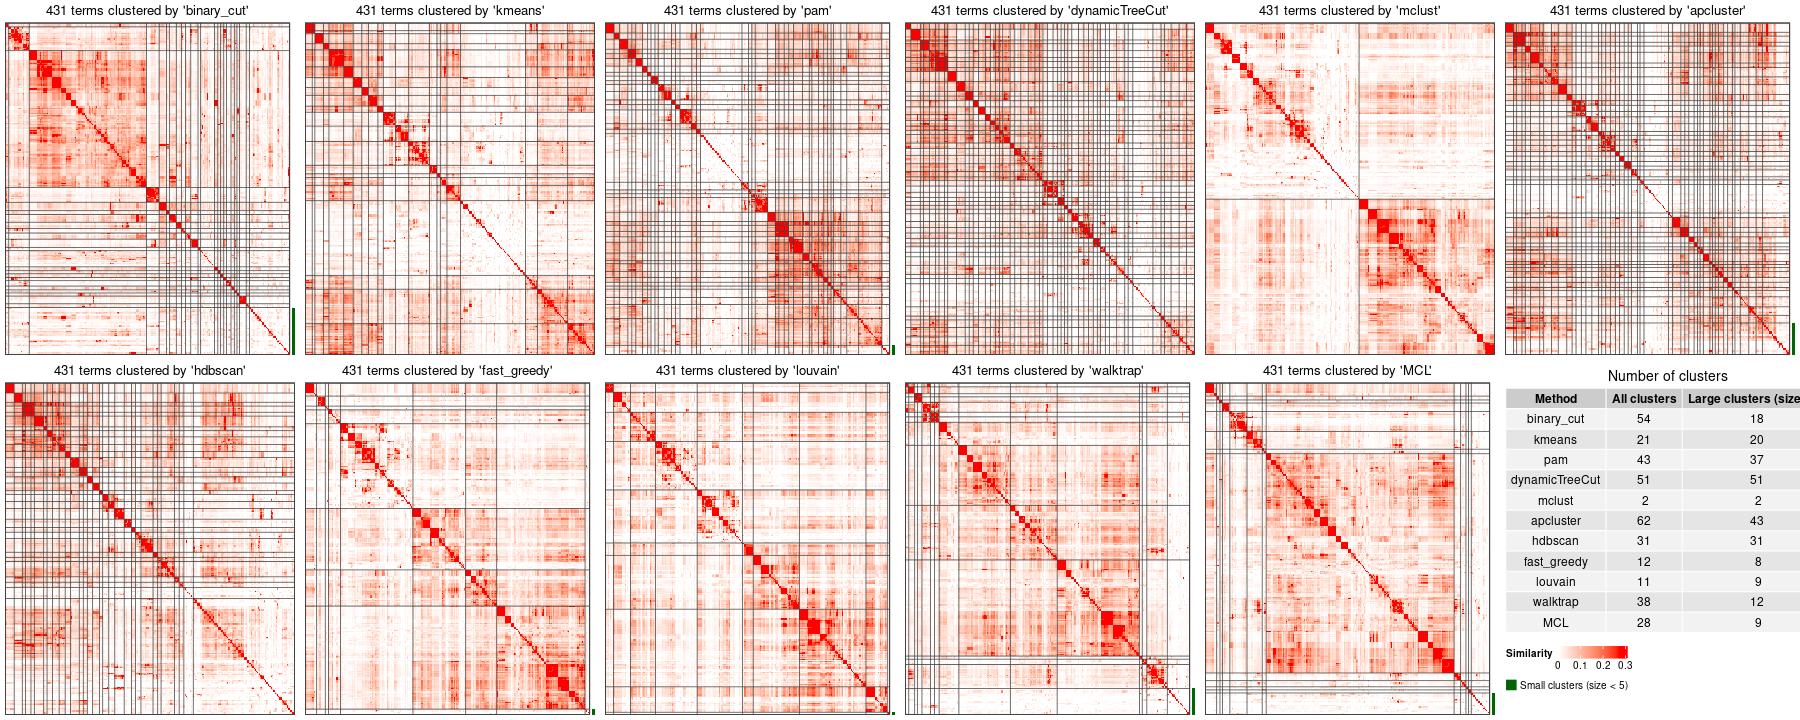 431 terms clustered by 'binary_cut'
431 terms clustered by 'kmeans'
431 terms clustered by 'pam'
431 terms clustered by 'dynamicTreeCut'
431 terms clustered by 'mclust'
431 terms clustered by 'apcluster'
431 terms clustered by 'hdbscan'
431 terms clustered by 'fast_greedy'
431 terms clustered by 'louvain'
431 terms clustered by 'walktrap'
431 terms clustered by 'MCL'
Number of clusters
Method All clusters Large clusters (size
binary_cut 54 18
kmeans 21 20
pam 43 37
dynamicTreeCut 51 51
mclust 2 2
apcluster 62 43
hdbscan 31 31
fast_greedy 12 8
louvain 11 9
walktrap 38 12
MCL 28 9
Similarity
0 0.1 0.2 0.3
Small clusters (size < 5)